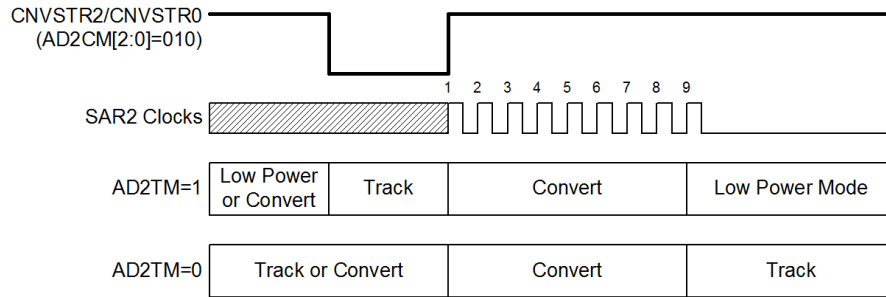 CNVSTR2/CNVSTR0
(AD2CM[2:0]=010)
1 2 3 4 5 6 7 8 9
SAR2 Clocks
AD2TM=1
Low Power
or Convert
Track
Convert
Low Power Mode
AD2TM=0
Track or Convert
Convert
Track